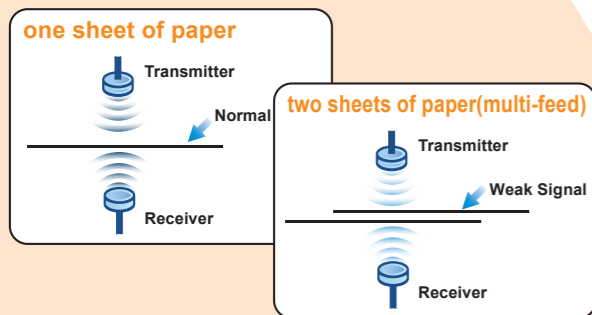 one sheet of paper
Transmitter
Normal
Receiver
two sheets of paper(multi-feed)
Transmitter
Weak Signal
Receiver